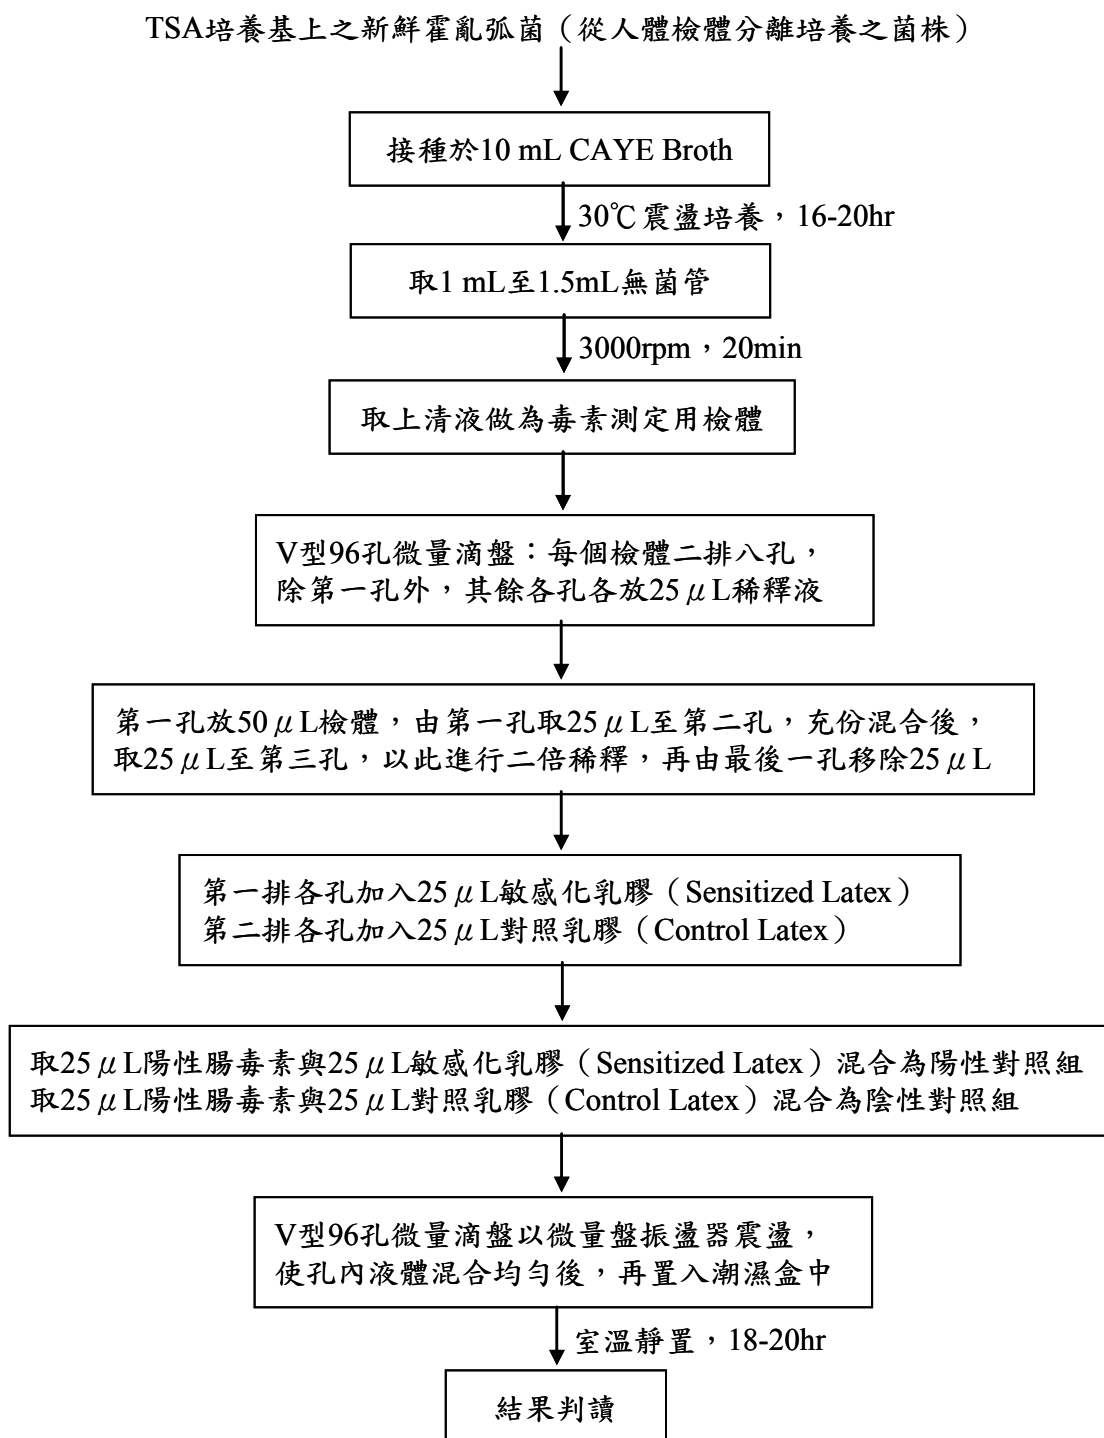 TSA培養基上之新鮮霍亂弧菌（從人體檢體分離培養之菌株）
接種於10 mL CAYE Broth
30℃震盪培養，16-20hr
取1 mL至1.5mL無菌管
3000rpm，20min
取上清液做為毒素測定用檢體
V型96孔微量滴盤：每個檢體二排八孔，
除第一孔外，其餘各孔各放25μL稀釋液
第一孔放50μL檢體，由第一孔取25μL至第二孔，充份混合後，
取25μL至第三孔，以此進行二倍稀釋，再由最後一孔移除25μL
第一排各孔加入25μL敏感化乳膠（Sensitized Latex）
第二排各孔加入25μL對照乳膠（Control Latex）
取25μL陽性腸毒素與25μL敏感化乳膠（Sensitized Latex）混合為陽性對照組
取25μL陽性腸毒素與25μL對照乳膠（Control Latex）混合為陰性對照組
V型96孔微量滴盤以微量盤振盪器震盪，
使孔內液體混合均勻後，再置入潮濕盒中
室溫靜置，18-20hr
結果判讀